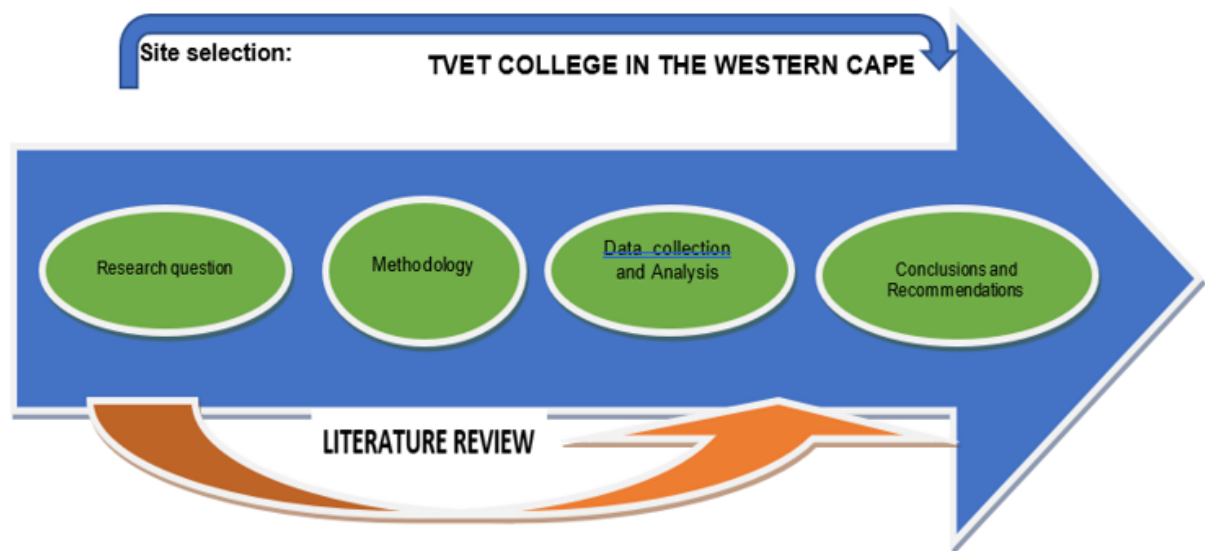 Site selection:
TVET COLLEGE IN THE WESTERN CAPE
Research question
Methodology
Data collection
and Analysis
Conclusions and
Recommendations
LITERATURE REVIEW